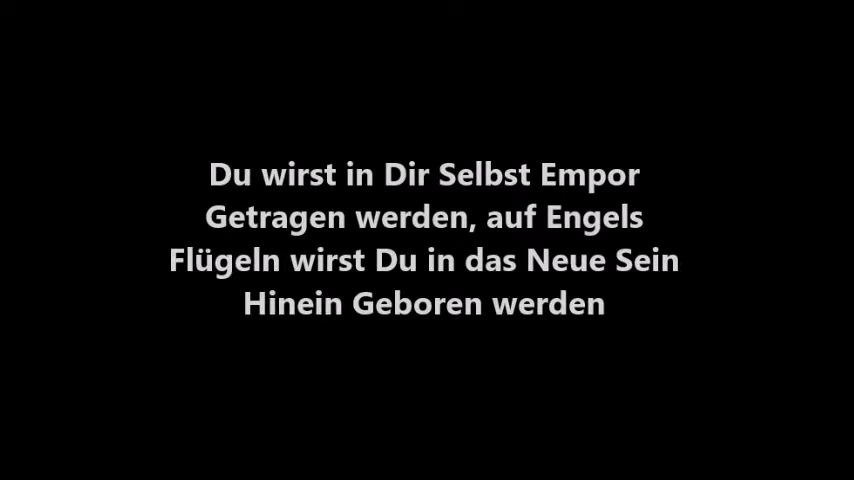 Du wirst in Dir Selbst Empor
Getragen werden, auf Engels
Flügeln wirst Du in das Neue Sein
Hinein Geboren werden